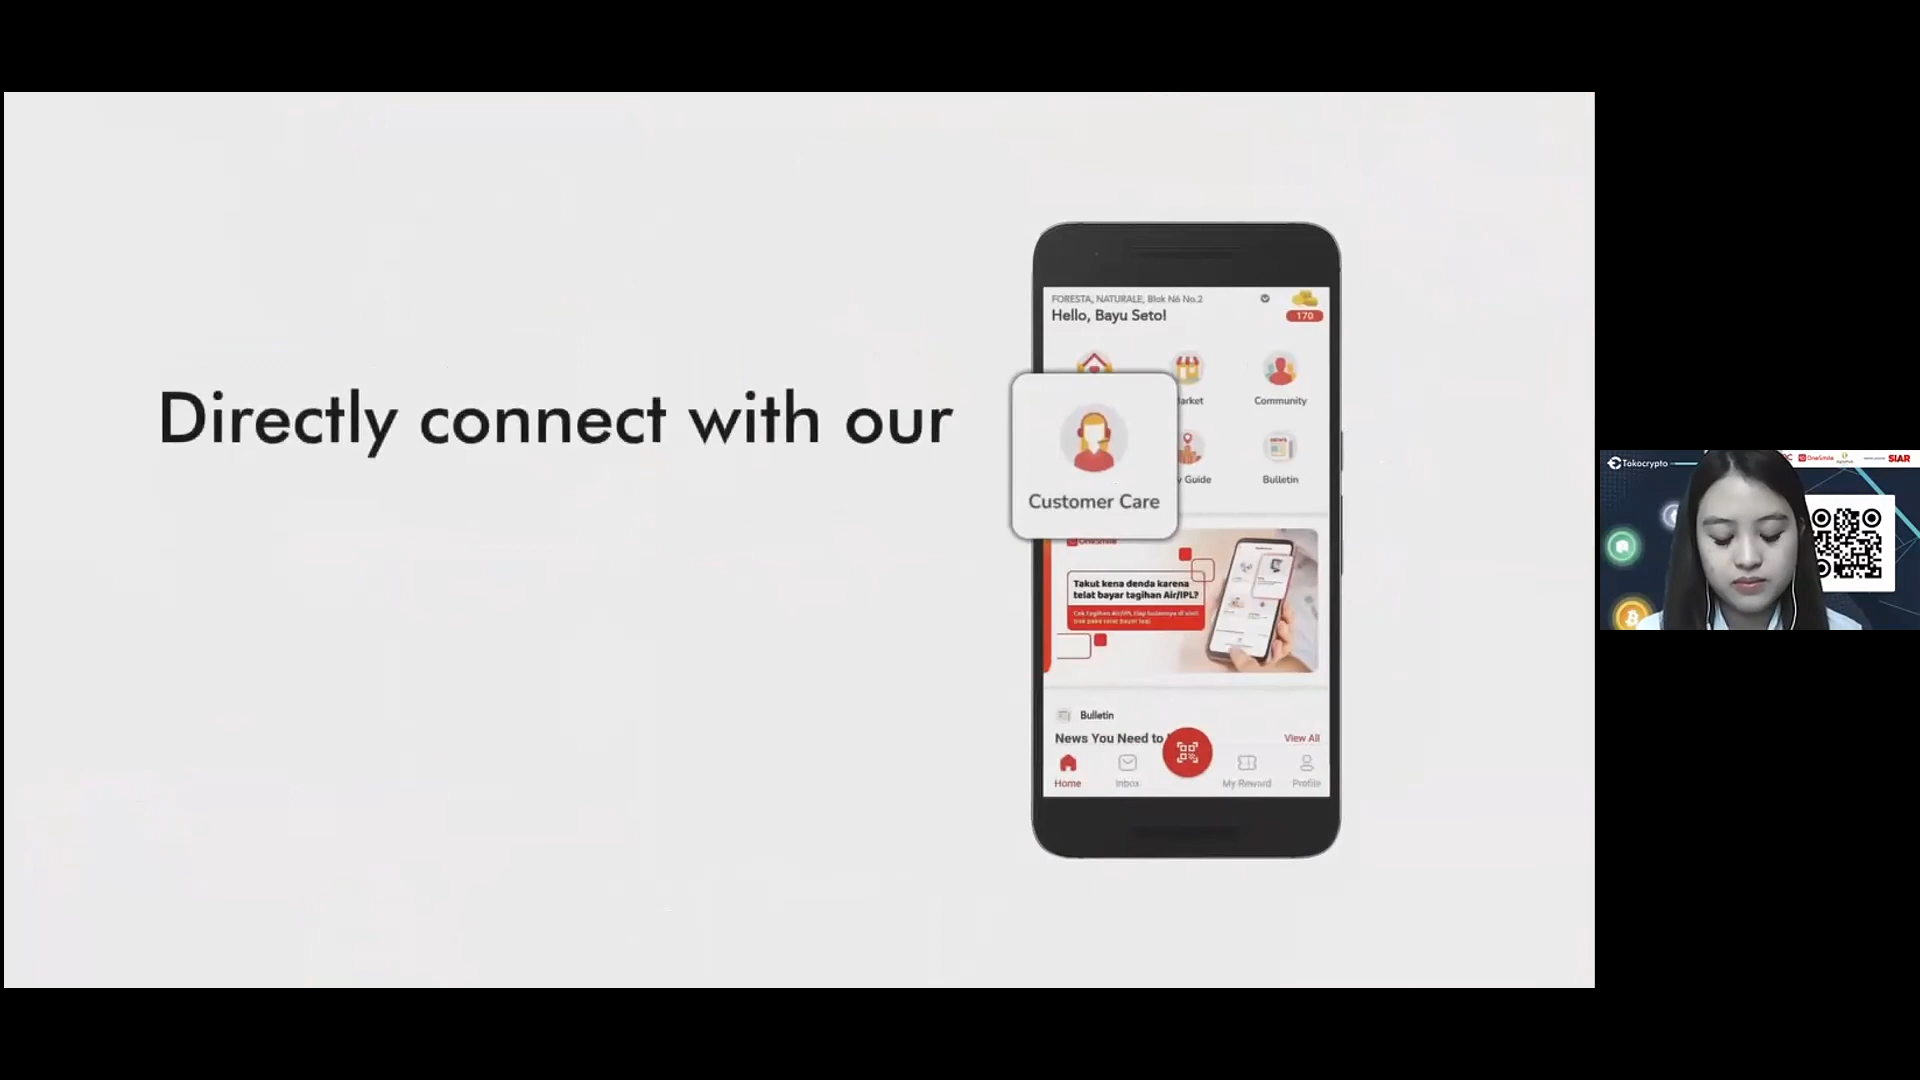 Directly connect with our
FORESTA, NATURALE, Blok N6 No.2
Hello, Bayu Seto!
170
arket
Community
Customer Care
y Guide
Bulletin
OneSmile
Takut kena denda karena
telat bayar tagihan Air/IPL?
Bulletin
News You Need to
View All
Home
Inbox
My Reward
Profile
Tokocrypto
OneSmile
SIAR